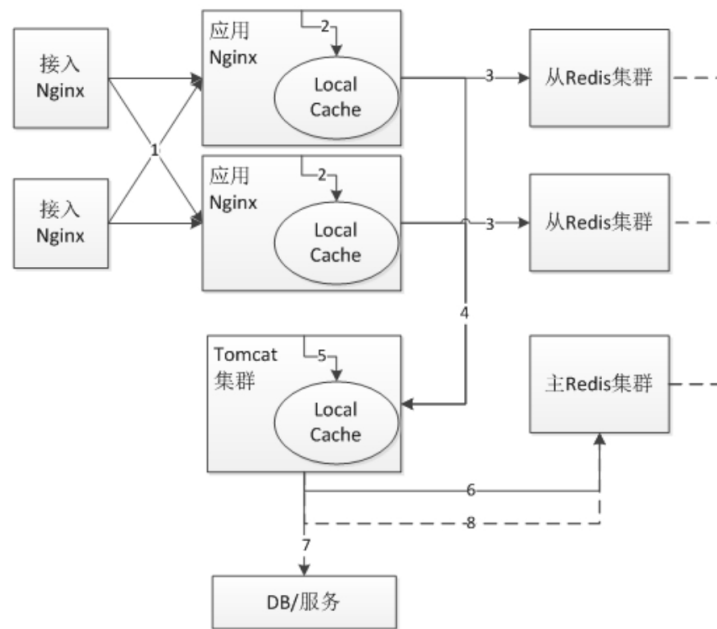 接入
Nginx
接入
Nginx
1
应用
Nginx
2
Local
Cache
应用
Nginx
2
Local
Cache
3
3
从Redis集群
从Redis集群
4
Tomcat
集群
5
Local
Cache
主Redis集群
6
8
7
DB/服务